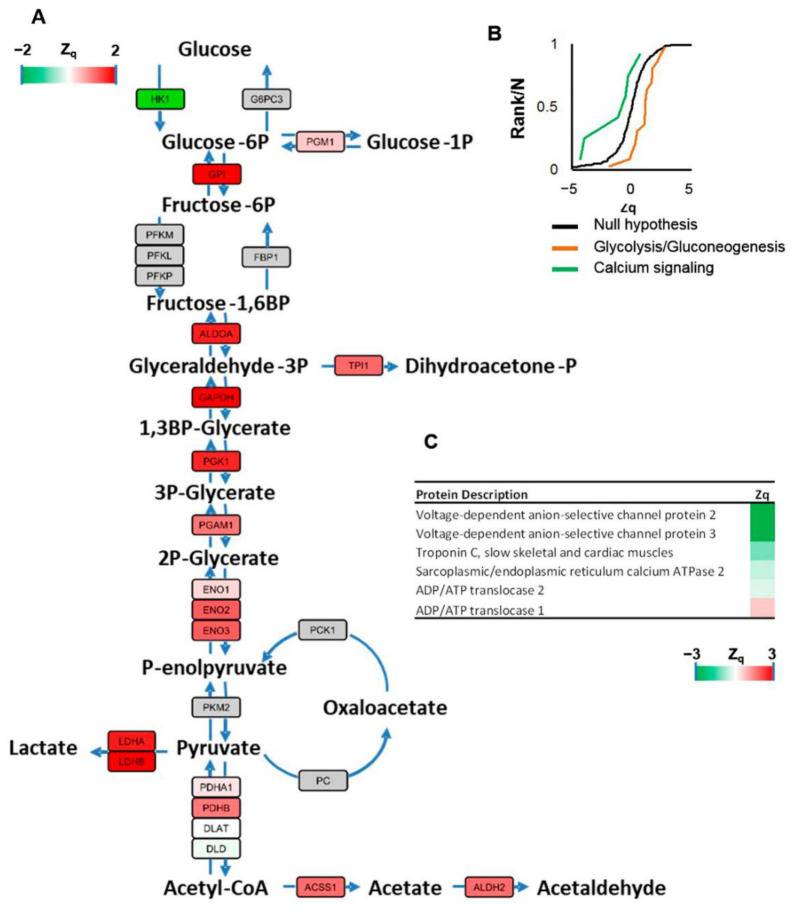 A
−2 Zq 2
Glucose
HK1
G6PC3
Glucose -6P
PGM1
Glucose -1P
GPI
Fructose -6P
PFKM
PFKL
PFKP
FBP1
Fructose -1,6BP
ALDOA
Glyceraldehyde -3P
TPI1
Dihydroacetone -P
GAPDH
1,3BP-Glycerate
PGK1
3P-Glycerate
PGAM1
2P-Glycerate
ENO1
ENO2
ENO3
PCK1
P-enolpyruvate
PKM2
Oxaloacetate
Lactate
LDHA
LDHB
Pyruvate
PC
PDHA1
PDHB
DLAT
DLD
Acetyl-CoA
ACSS1
Acetate
ALDH2
Acetaldehyde
B
Rank/N
1
0.5
0
−5 0 5
Zq
Null hypothesis
Glycolysis/Gluconeogenesis
Calcium signaling
C
Protein Description Zq
Voltage-dependent anion-selective channel protein 2
Voltage-dependent anion-selective channel protein 3
Troponin C, slow skeletal and cardiac muscles
Sarcoplasmic/endoplasmic reticulum calcium ATPase 2
ADP/ATP translocase 2
ADP/ATP translocase 1
−3 Zq 3